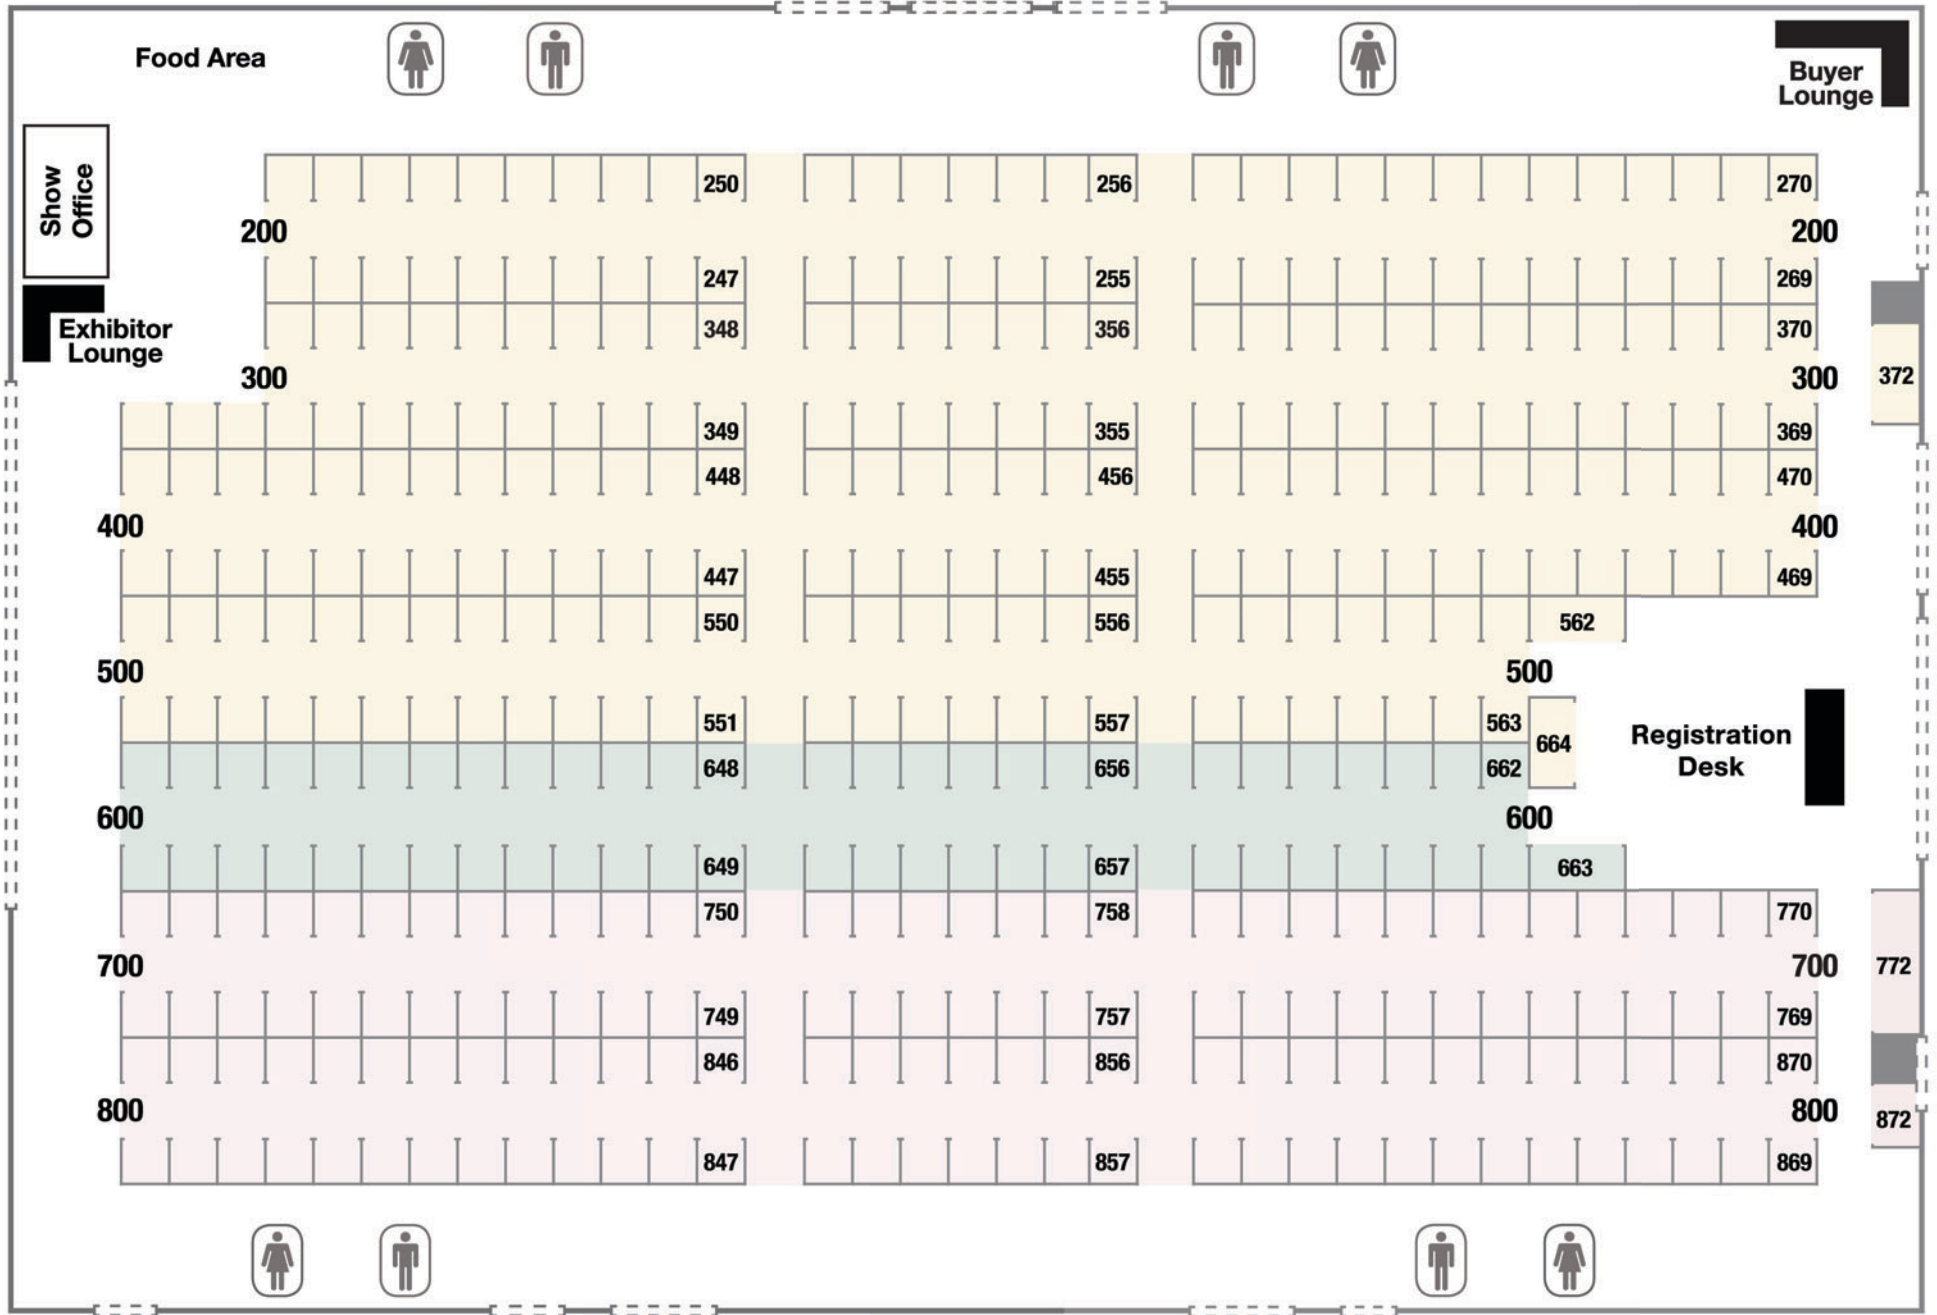 Food Area
Buyer
Lounge
Show
Office
250 256 270
200 200
247 255 269
Exhibitor
Lounge
348 356 370
300 300 372
349 355 369
448 456 470
400 400
447 455 469
550 556 562
500 500
551 557 563
664
Registration
Desk
648 656 662
600 600
649 657 663
750 758 770
700 700 772
749 757 769
846 856 870
800 800 872
847 857 869